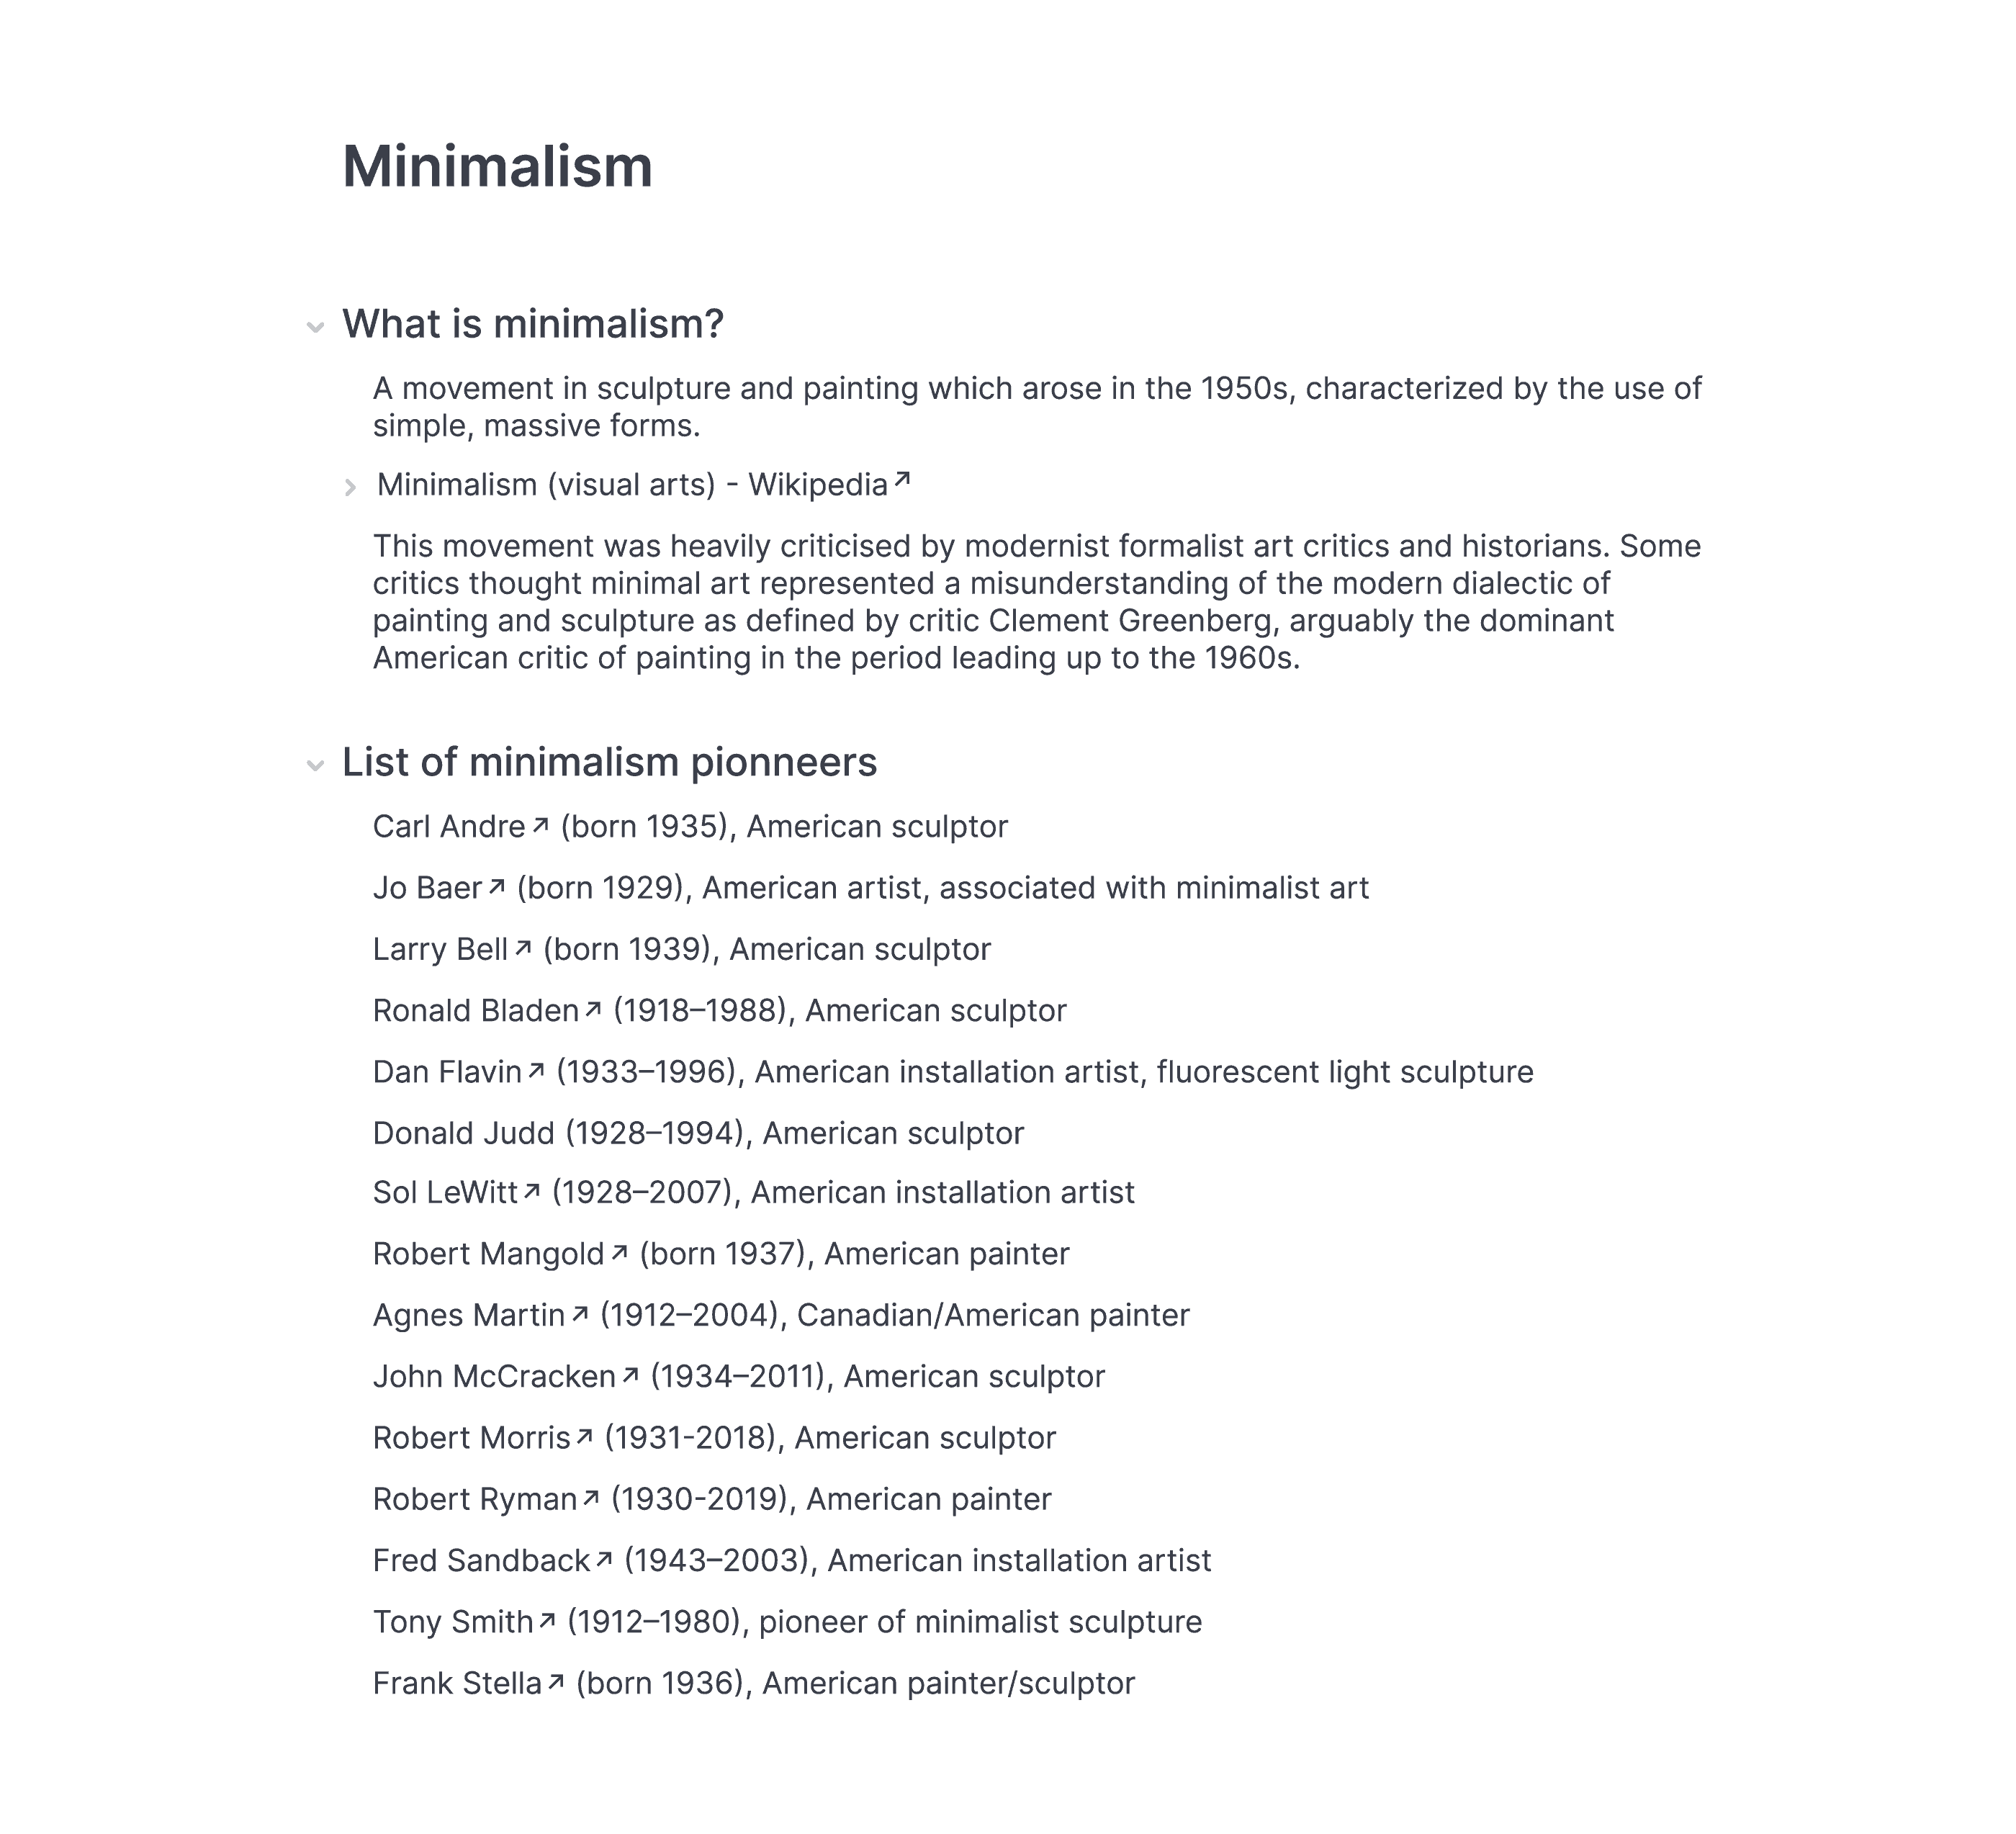 Minimalism
What is minimalism?
A movement in sculpture and painting which arose in the 1950s, characterized by the use of
simple, massive forms.
Minimalism (visual arts) - Wikipedia↗
This movement was heavily criticised by modernist formalist art critics and historians. Some
critics thought minimal art represented a misunderstanding of the modern dialectic of
painting and sculpture as defined by critic Clement Greenberg, arguably the dominant
American critic of painting in the period leading up to the 1960s.
List of minimalism pionneers
Carl Andre↗ (born 1935), American sculptor
Jo Baer↗ (born 1929), American artist, associated with minimalist art
Larry Bell↗ (born 1939), American sculptor
Ronald Bladen↗ (1918–1988), American sculptor
Dan Flavin↗ (1933–1996), American installation artist, fluorescent light sculpture
Donald Judd (1928–1994), American sculptor
Sol LeWitt↗ (1928–2007), American installation artist
Robert Mangold↗ (born 1937), American painter
Agnes Martin↗ (1912–2004), Canadian/American painter
John McCracken↗ (1934–2011), American sculptor
Robert Morris↗ (1931-2018), American sculptor
Robert Ryman↗ (1930-2019), American painter
Fred Sandback↗ (1943–2003), American installation artist
Tony Smith↗ (1912–1980), pioneer of minimalist sculpture
Frank Stella↗ (born 1936), American painter/sculptor